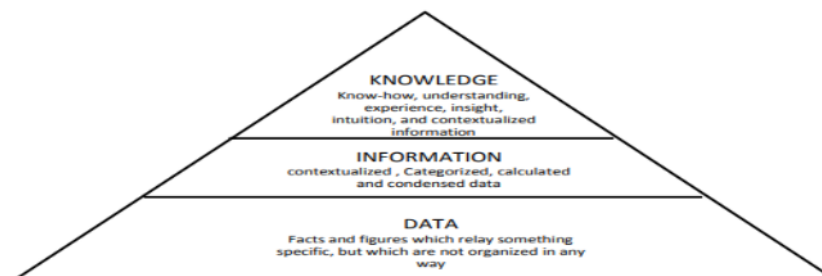 KNOWLEDGE
Know-how, understanding,
experience, insight,
intuition, and contextualized
information
INFORMATION
contextualized , Categorized, calculated
and condensed data
DATA
Facts and figures which relay something
specific, but which are not organized in any
way